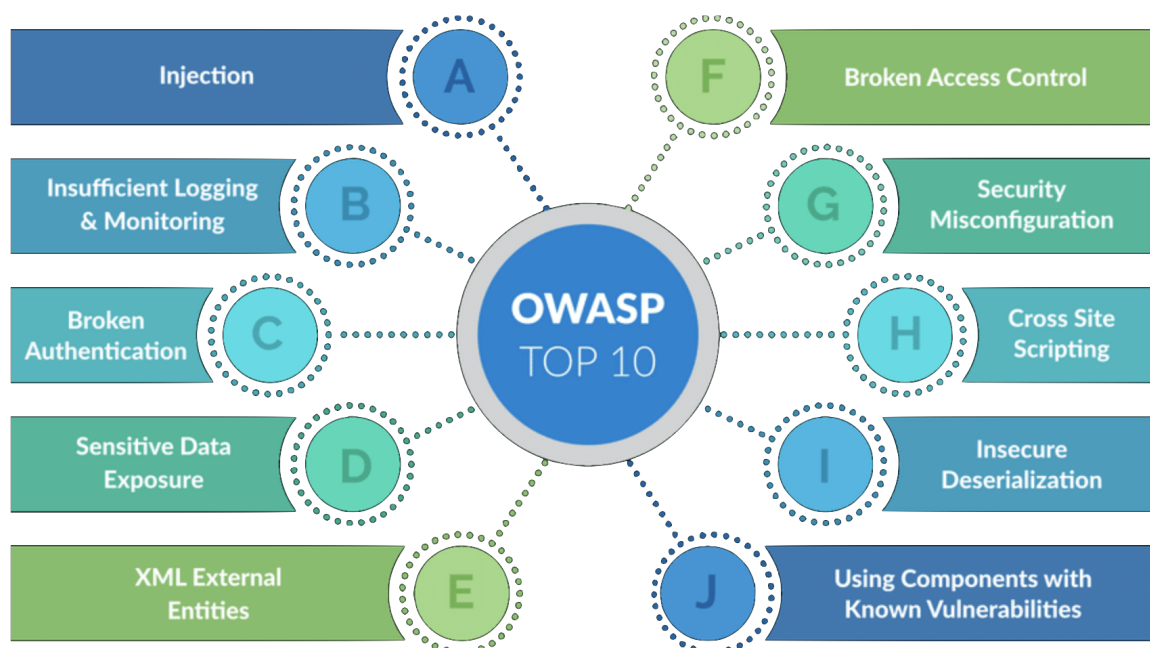 Injection
A
Insufficient Logging
& Monitoring
B
Broken
Authentication
C
Sensitive Data
Exposure
D
XML External
Entities
E
OWASP
TOP 10
F
Broken Access Control
G
Security
Misconfiguration
H
Cross Site
Scripting
I
Insecure
Deserialization
J
Using Components with
Known Vulnerabilities